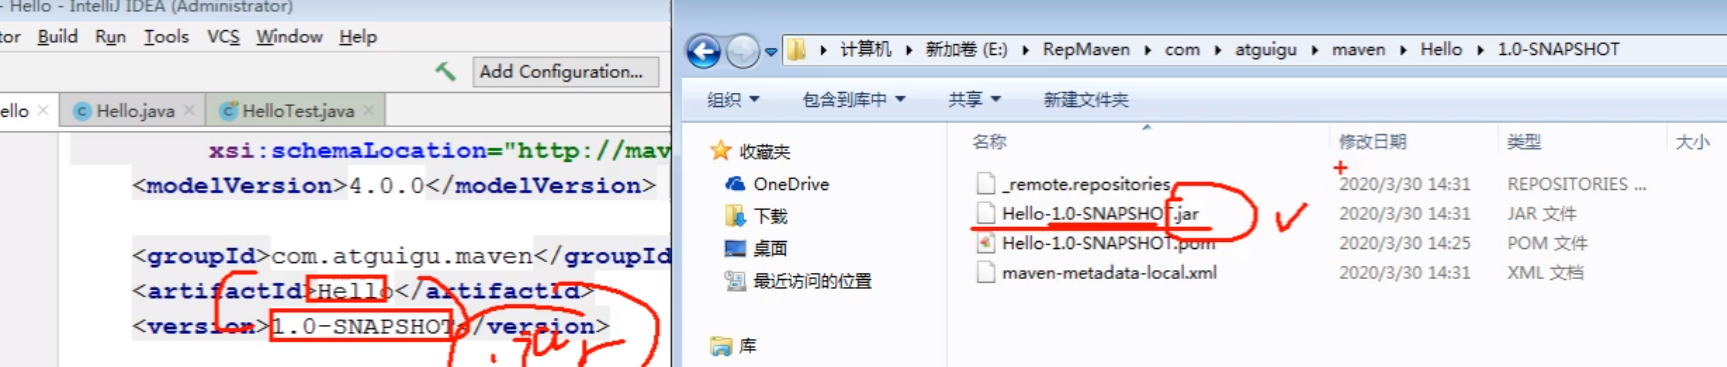 - Hello - IntelliJ IDEA (Administrator)
tor Build Run Tools VCS Window Help
Add Configuration...
ello Hello.java HelloTest.java
xsi:schemaLocation="http://mav
<modelVersion>4.0.0</modelVersion>
<groupId>com.atguigu.maven</groupId
<artifactId>Hello</artifactId>
<version>1.0-SNAPSHOT</version>
.jar
计算机 新加卷 (E:) RepMaven com atguigu maven Hello 1.0-SNAPSHOT
组织 包含到库中 共享 新建文件夹
名称 修改日期 类型 大小
收藏夹
OneDrive
下载
桌面
最近访问的位置
库
_remote.repositories 2020/3/30 14:31 REPOSITORIES ...
Hello-1.0-SNAPSHOT.jar 2020/3/30 14:31 JAR 文件
Hello-1.0-SNAPSHOT.pom 2020/3/30 14:25 POM 文件
maven-metadata-local.xml 2020/3/30 14:31 XML 文档